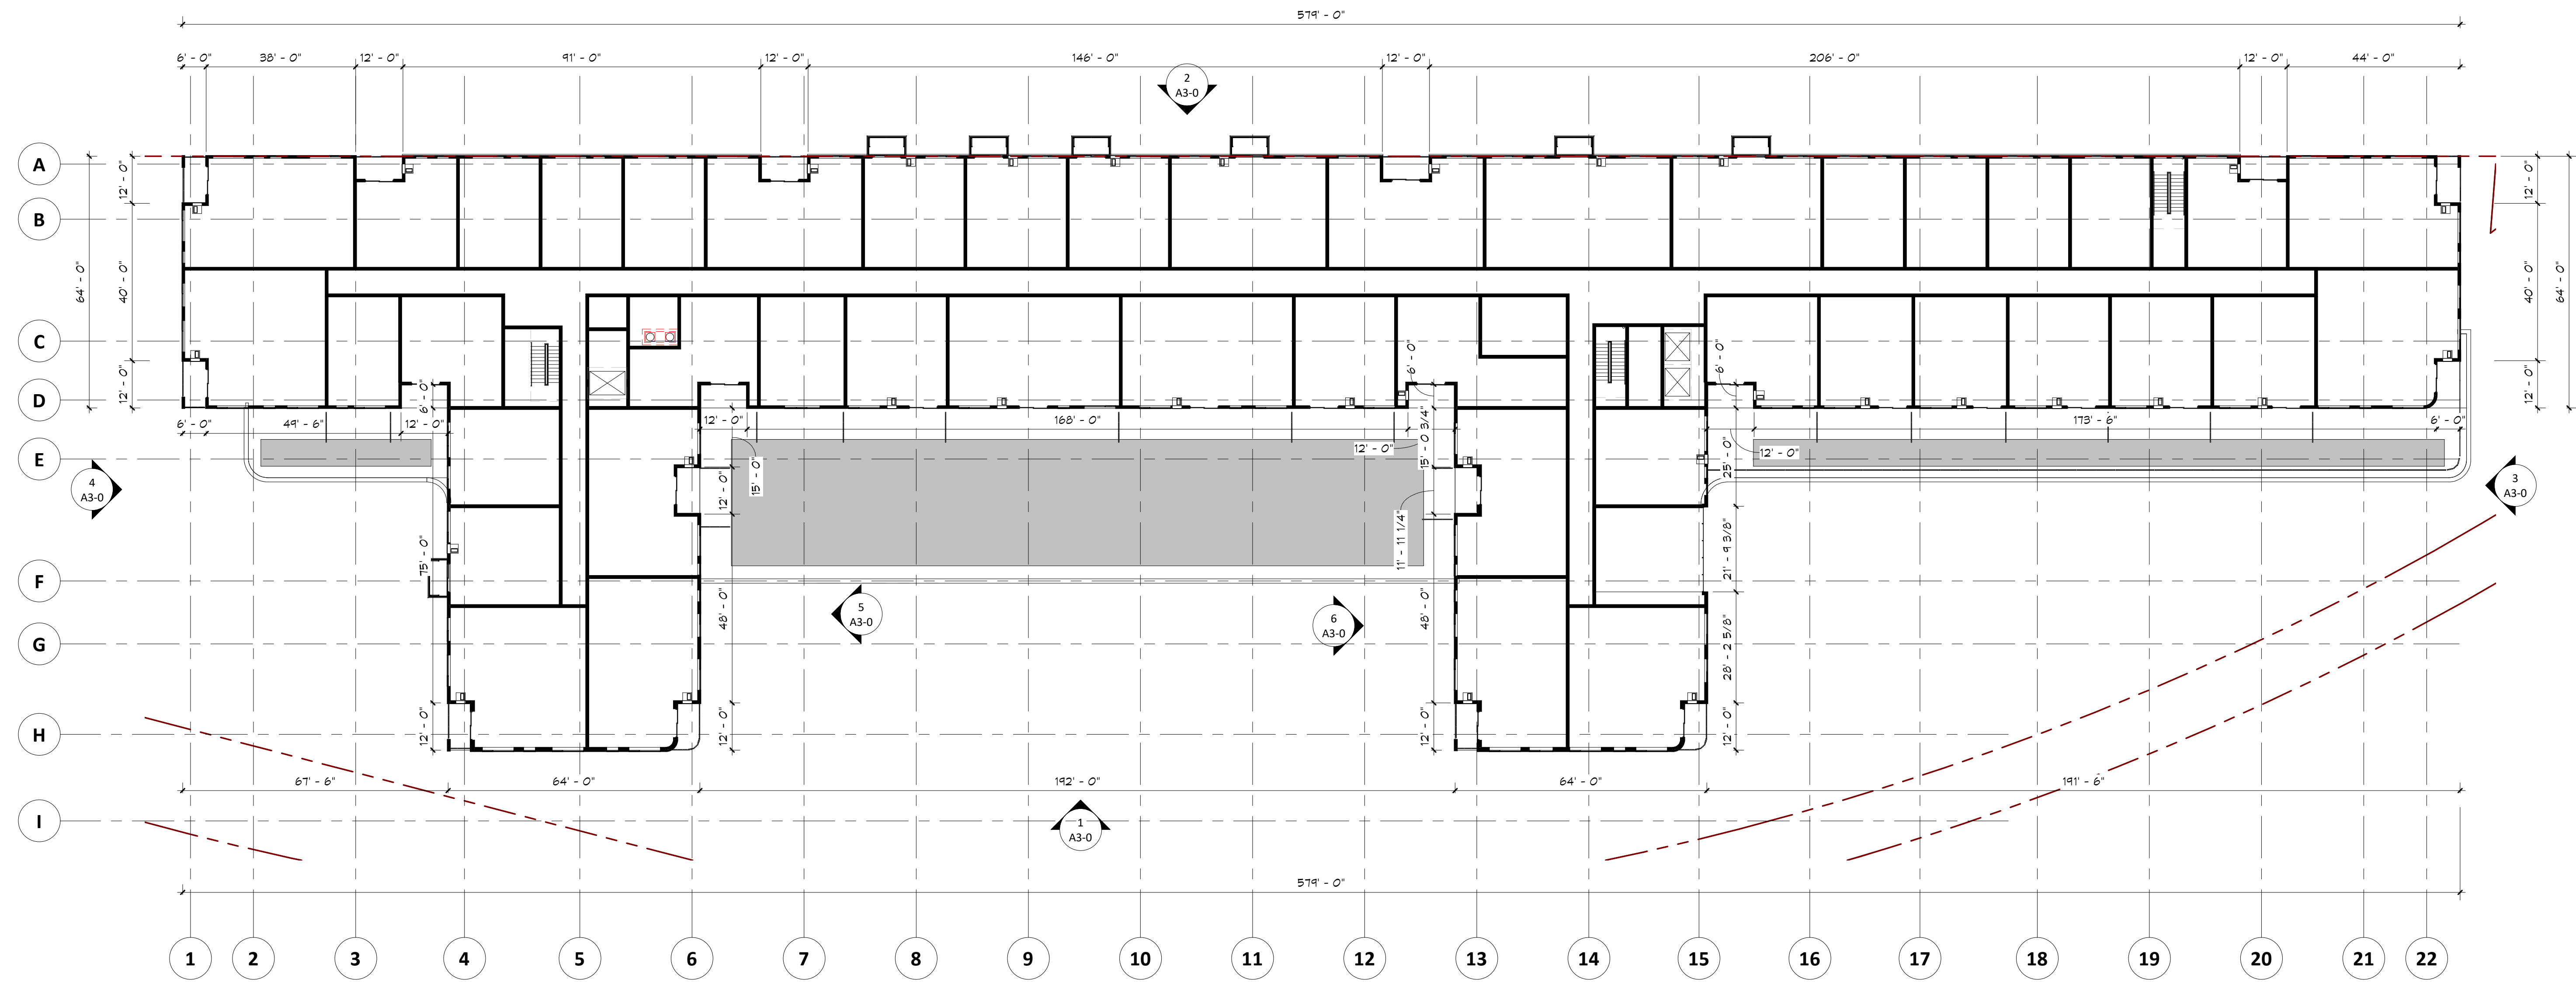 579' - 0"
6' - 0" 38' - 0" 12' - 0" 91' - 0" 12' - 0" 146' - 0" 12' - 0" 206' - 0" 12' - 0" 44' - 0"
2
A3-0
A
12' - 0"
12' - 0"
B
64' - 0"
40' - 0"
40' - 0"
64' - 0"
C
D
12' - 0"
6' - 0"
6' - 0"
6' - 0"
12' - 0"
6' - 0" 49' - 6" 12' - 0" 12' - 0" 168' - 0" 173' - 6" 6' - 0"
12' - 0"
15' - 0 3/4"
12' - 0"
E
15' - 0"
25' - 0"
4
A3-0
12' - 0"
3
A3-0
11' - 11 1/4"
F
75' - 0"
21' - 9 3/8"
5
A3-0
48' - 0"
6
A3-0
48' - 0"
G
28' - 2 5/8"
H
12' - 0"
12' - 0"
12' - 0"
12' - 0"
67' - 6" 64' - 0" 192' - 0" 64' - 0" 191' - 6"
I
1
A3-0
579' - 0"
1 2 3 4 5 6 7 8 9 10 11 12 13 14 15 16 17 18 19 20 21 22